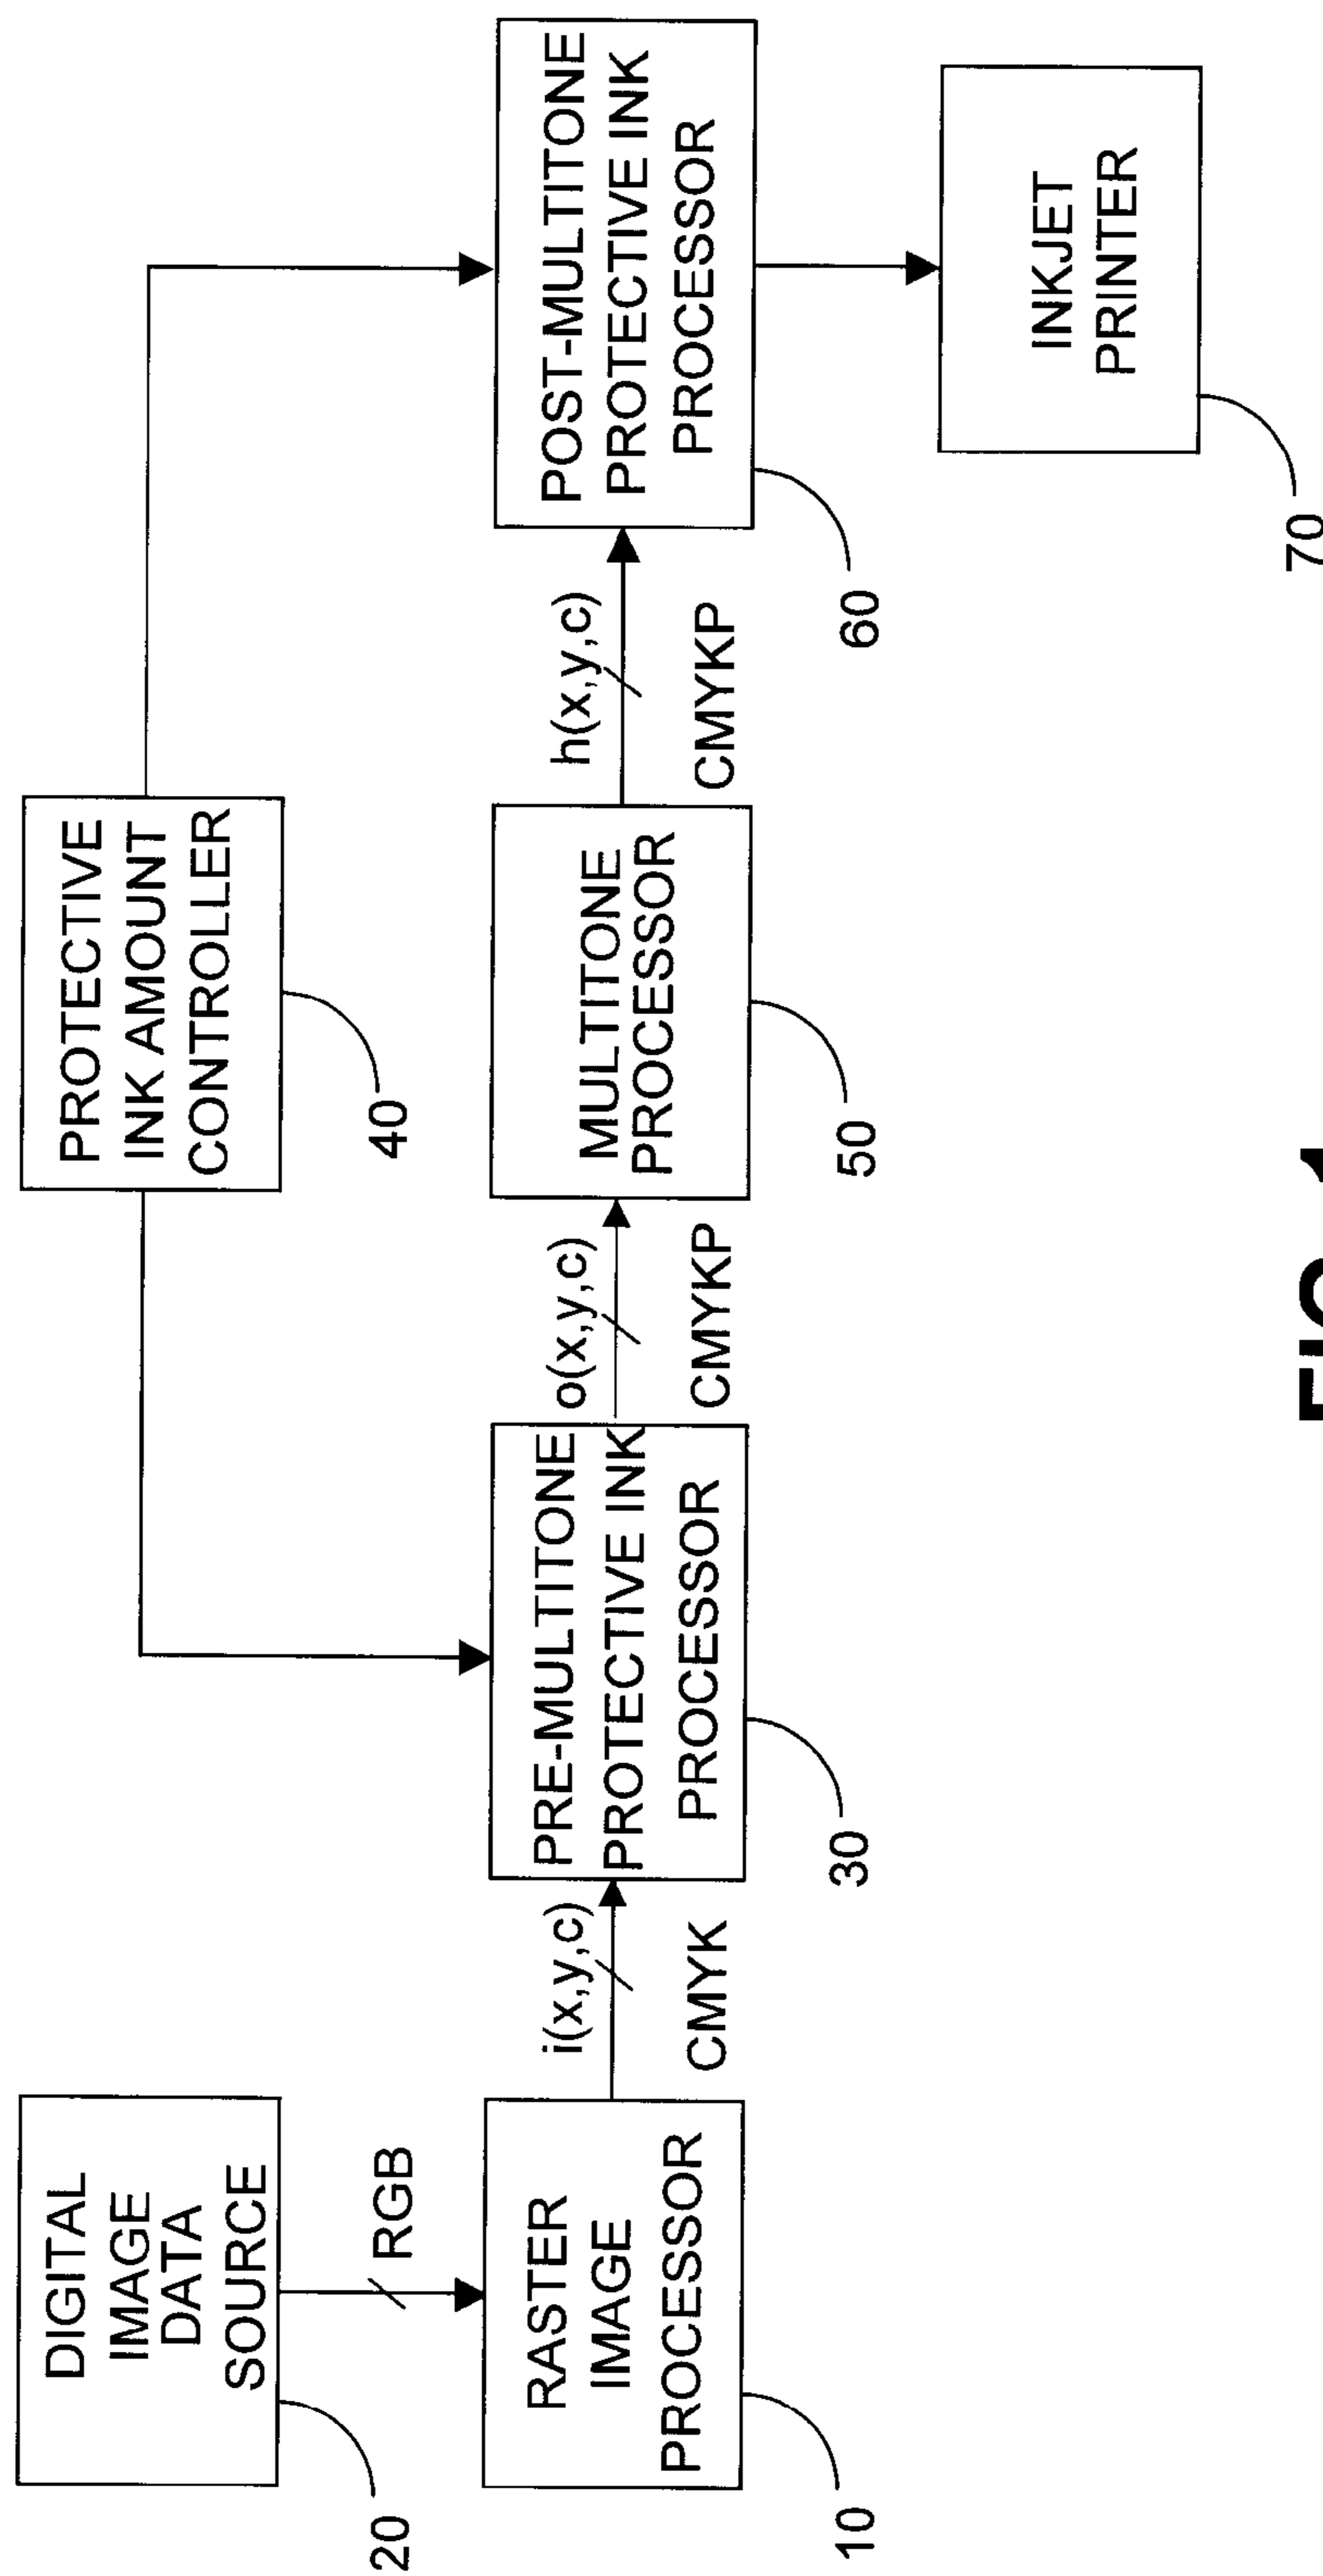 DIGITAL
IMAGE
DATA
SOURCE
20
RGB
RASTER
IMAGE
PROCESSOR
10
i(x,y,c)
CMYK
PRE-MULTITONE
PROTECTIVE INK
PROCESSOR
30
PROTECTIVE
INK AMOUNT
CONTROLLER
40
o(x,y,c)
CMYKP
MULTITONE
PROCESSOR
50
h(x,y,c)
CMYKP
POST-MULTITONE
PROTECTIVE INK
PROCESSOR
60
INKJET
PRINTER
70